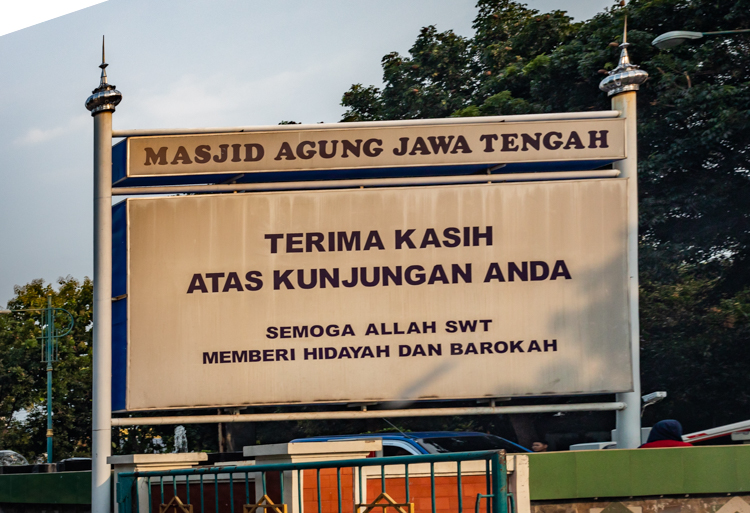 MASJID AGUNG JAWA TENGAH
TERIMA KASIH
ATAS KUNJUNGAN ANDA
SEMOGA ALLAH SWT
MEMBERI HIDAYAH DAN BAROKAH